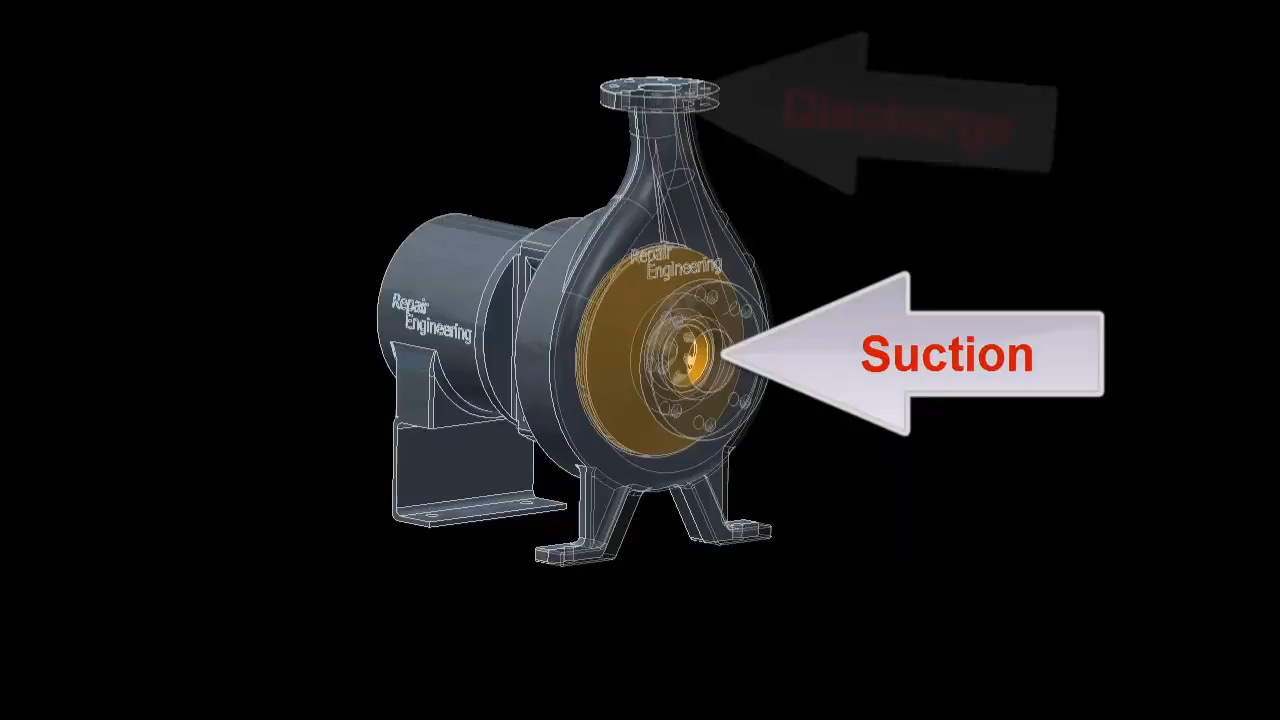 Discharge
Repair
Engineering
Repair
Engineering
Suction